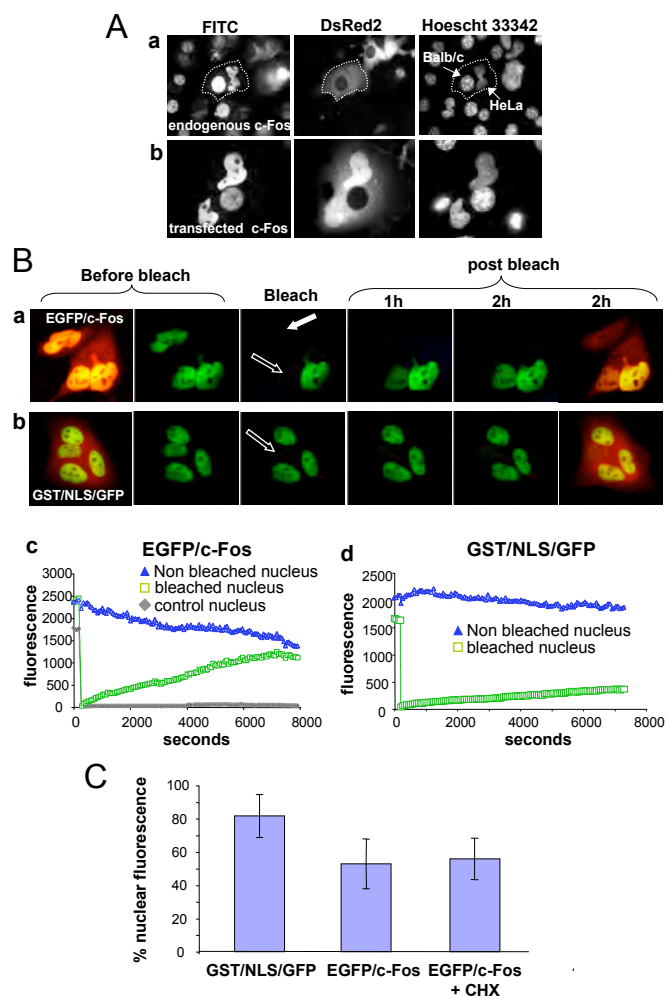 A
FITC DsRed2 Hoescht 33342
a
Balb/c
HeLa
endogenous c-Fos
b
transfected c-Fos
B
Before bleach
Bleach
post bleach
1h 2h 2h
a
EGFP/c-Fos
b
GST/NLS/GFP
c
EGFP/c-Fos
fluorescence
3000
2500
2000
1500
1000
500
0
Non bleached nucleus
bleached nucleus
control nucleus
0 2000 4000 6000 8000
seconds
d
GST/NLS/GFP
fluorescence
2500
2000
1500
1000
500
0
Non bleached nucleus
bleached nucleus
0 2000 4000 6000 8000
seconds
C
% nuclear fluorescence
100
80
60
40
20
0
GST/NLS/GFP EGFP/c-Fos EGFP/c-Fos
+ CHX